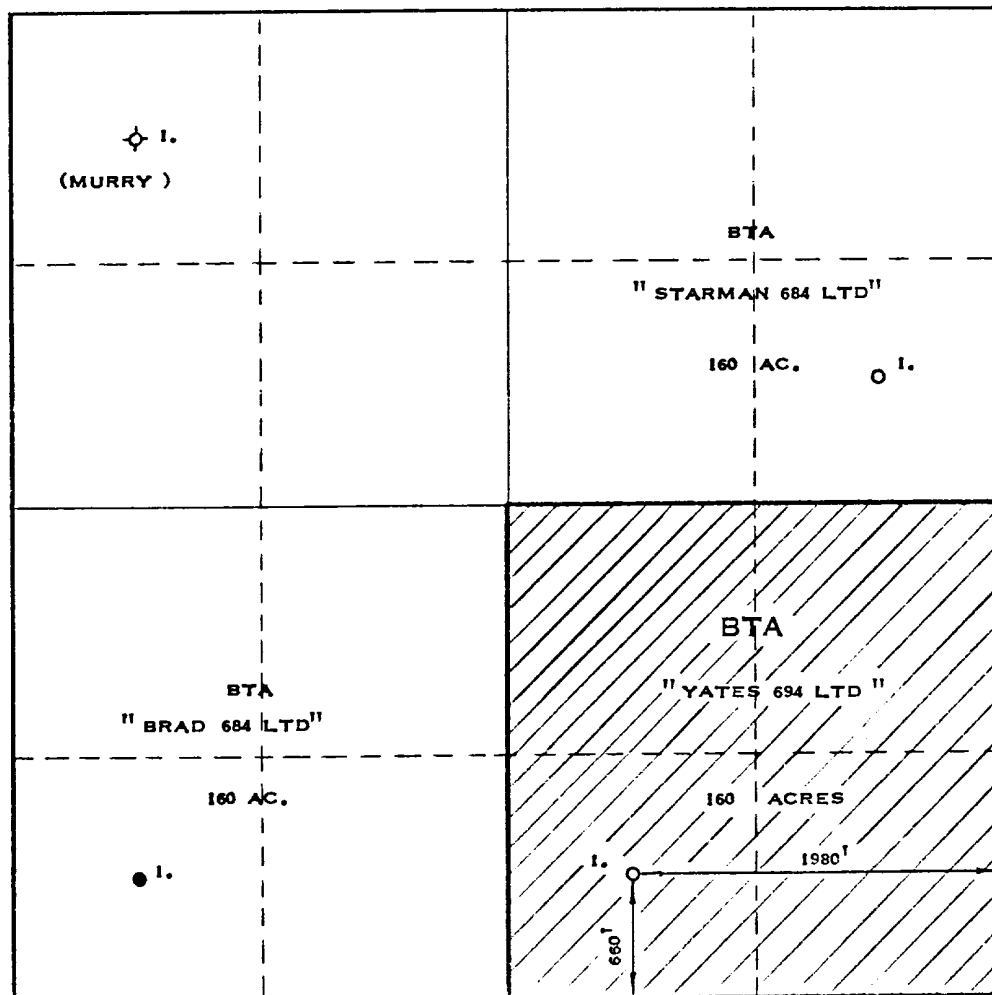 1.
(MURRY )
BTA
"STARMAN 684 LTD"
160 AC.
1.
BTA
"BRAD 684 LTD"
160 AC.
1.
BTA
"YATES 694 LTD "
160 ACRES
1.
1980'
660'